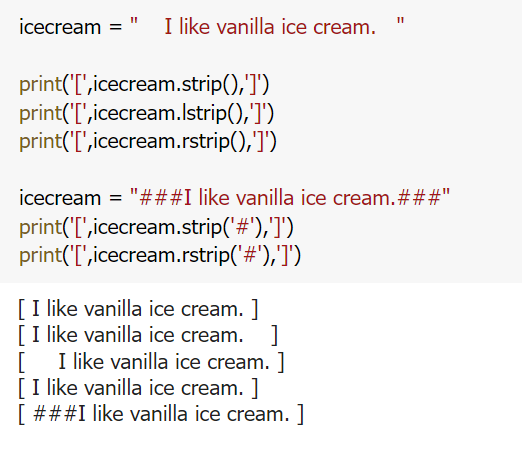 icecream = "    I like vanilla ice cream.   "
print('[',icecream.strip(),']')
print('[',icecream.lstrip(),']')
print('[',icecream.rstrip(),']')
icecream = "###I like vanilla ice cream.###"
print('[',icecream.strip('#'),']')
print('[',icecream.rstrip('#'),']')
[ I like vanilla ice cream. ]
[ I like vanilla ice cream.    ]
[     I like vanilla ice cream. ]
[ I like vanilla ice cream. ]
[ ###I like vanilla ice cream. ]